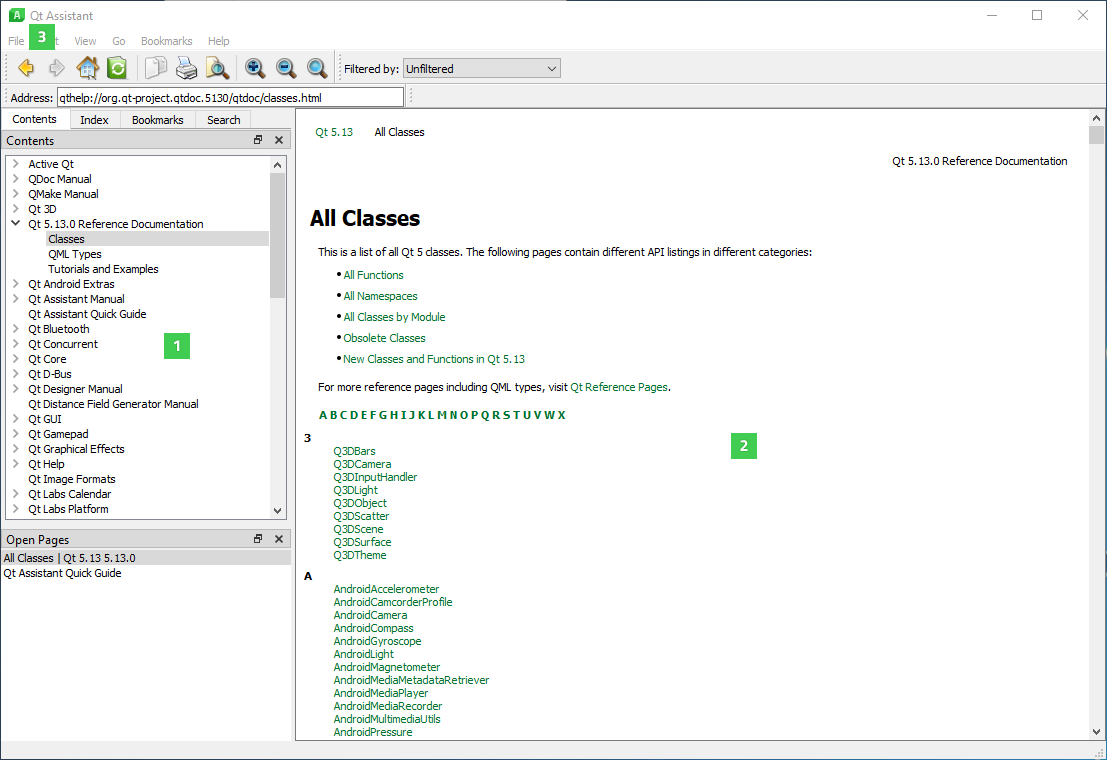 Qt Assistant
File 3 t View Go Bookmarks Help
Filtered by: Unfiltered
Address: qthelp://org.qt-project.qtdoc.5130/qtdoc/classes.html
Contents Index Bookmarks Search
Contents
Active Qt
QDoc Manual
QMake Manual
Qt 3D
Qt 5.13.0 Reference Documentation
Classes
QML Types
Tutorials and Examples
Qt Android Extras
Qt Assistant Manual
Qt Assistant Quick Guide
Qt Bluetooth
Qt Concurrent
1
Qt Core
Qt D-Bus
Qt Designer Manual
Qt Distance Field Generator Manual
Qt GUI
Qt Gamepad
Qt Graphical Effects
Qt Help
Qt Image Formats
Qt Labs Calendar
Qt Labs Platform
Open Pages
All Classes | Qt 5.13 5.13.0
Qt Assistant Quick Guide
Qt 5.13 All Classes
Qt 5.13.0 Reference Documentation
All Classes
This is a list of all Qt 5 classes. The following pages contain different API listings in different categories:
• All Functions
• All Namespaces
• All Classes by Module
• Obsolete Classes
• New Classes and Functions in Qt 5.13
For more reference pages including QML types, visit Qt Reference Pages.
A B C D E F G H I J K L M N O P Q R S T U V W X
3
2
Q3DBars
Q3DCamera
Q3DInputHandler
Q3DLight
Q3DObject
Q3DScatter
Q3DScene
Q3DSurface
Q3DTheme
A
AndroidAccelerometer
AndroidCamcorderProfile
AndroidCamera
AndroidCompass
AndroidGyroscope
AndroidLight
AndroidMagnetometer
AndroidMediaMetadataRetriever
AndroidMediaPlayer
AndroidMediaRecorder
AndroidMultimediaUtils
AndroidPressure